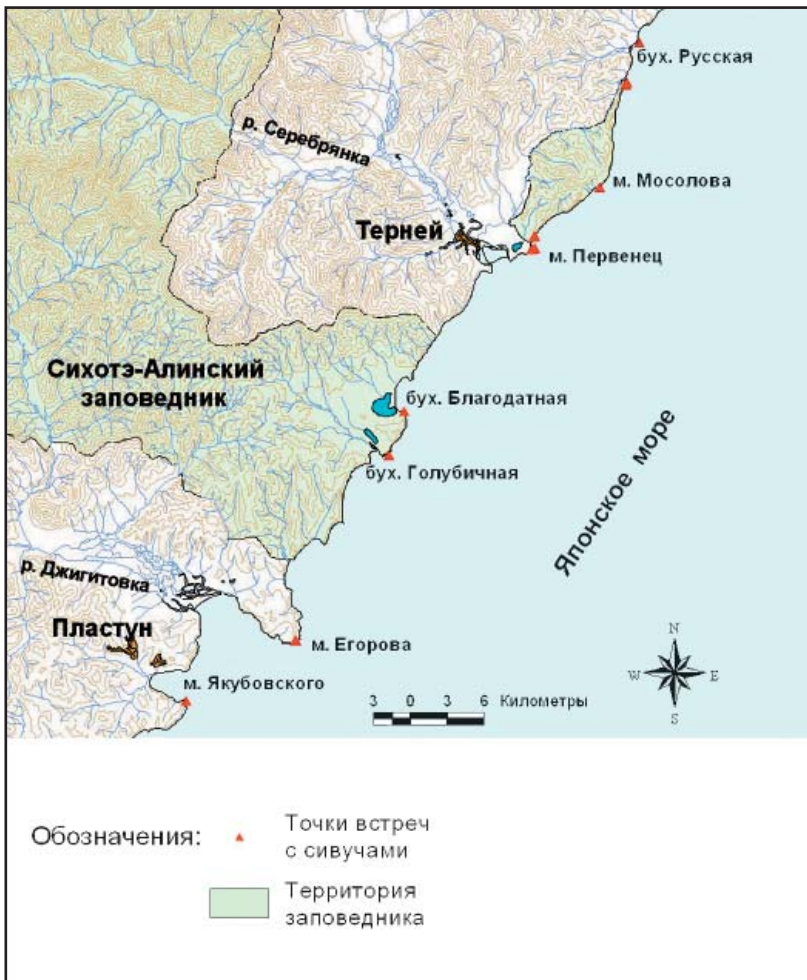 бух. Русская
р. Серебрянка
м. Мосолова
Терней
м. Первенец
Сихотэ-Алинский
заповедник
бух. Благодатная
бух. Голубичная
Японское море
р. Джигитовка
Пластун
м. Егорова
м. Якубовского
3 0 3 6 Километры
N
W E
S
Обозначения:
Точки встреч
с сивучами
Территория
заповедника